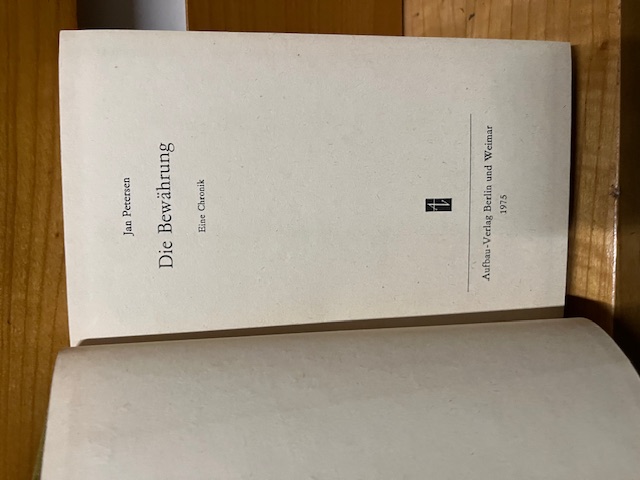 Jan Petersen
Die Bewährung
Eine Chronik
Aufbau-Verlag Berlin und Weimar
1975